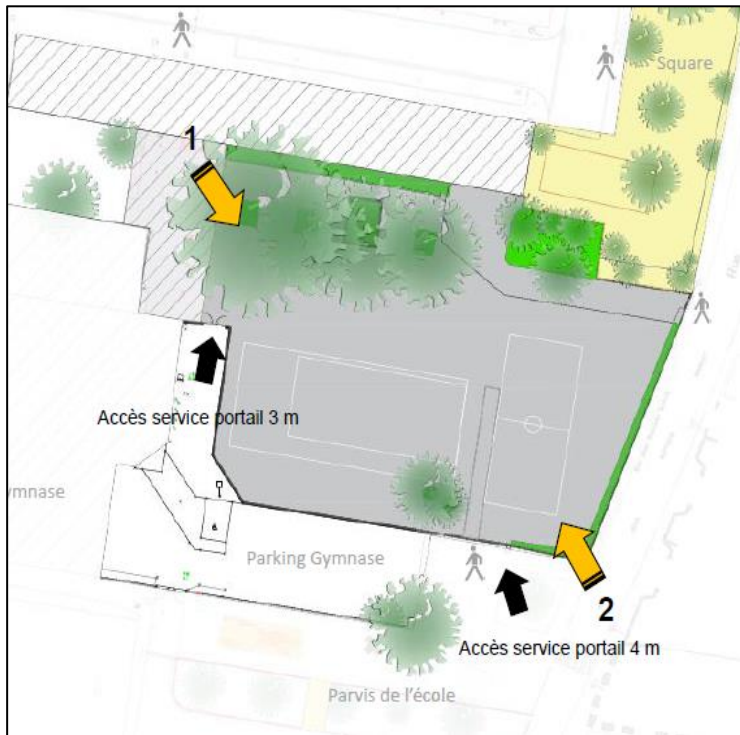 Square
1
Accès service portail 3 m
ymnase
Parking Gymnase
2
Accès service portail 4 m
Parvis de l'école